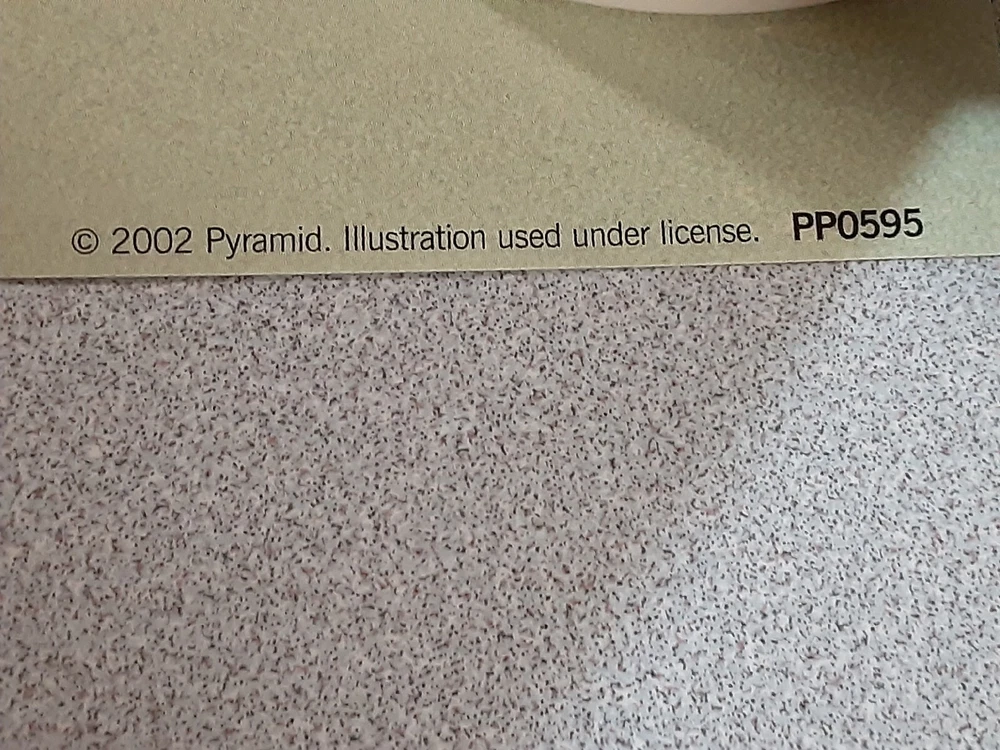 © 2002 Pyramid. Illustration used under license. PP0595